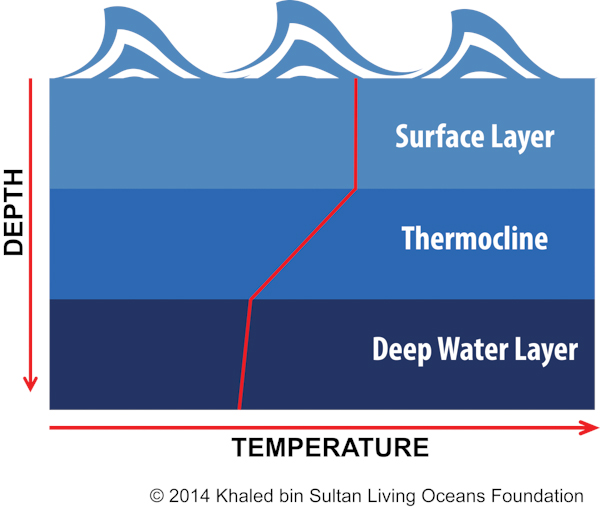 Surface Layer
DEPTH
Thermocline
Deep Water Layer
TEMPERATURE
© 2014 Khaled bin Sultan Living Oceans Foundation